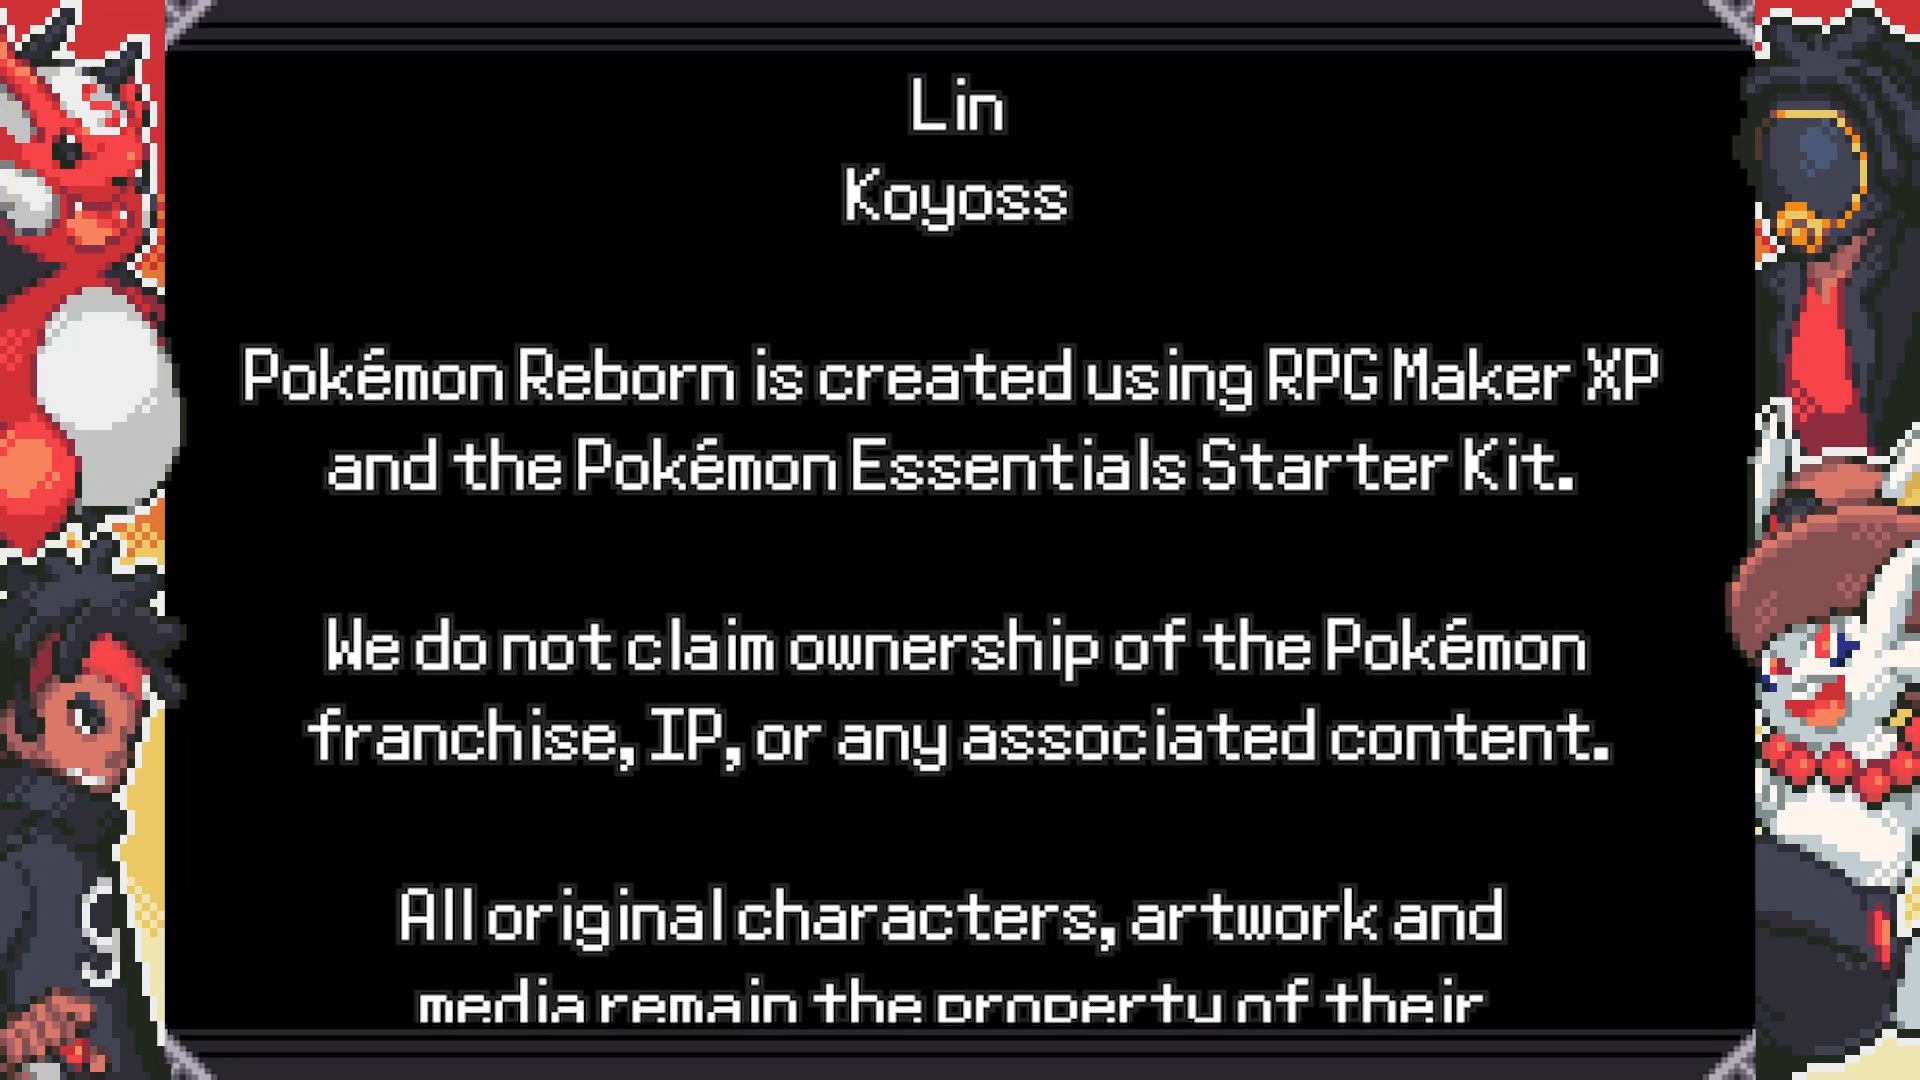 Lin
Koyoss
Pokémon Reborn is created using RPG Maker XP
and the Pokémon Essentials Starter Kit.
We do not claim ownership of the Pokémon
franchise, IP, or any associated content.
All original characters, artwork and
media remain the property of their